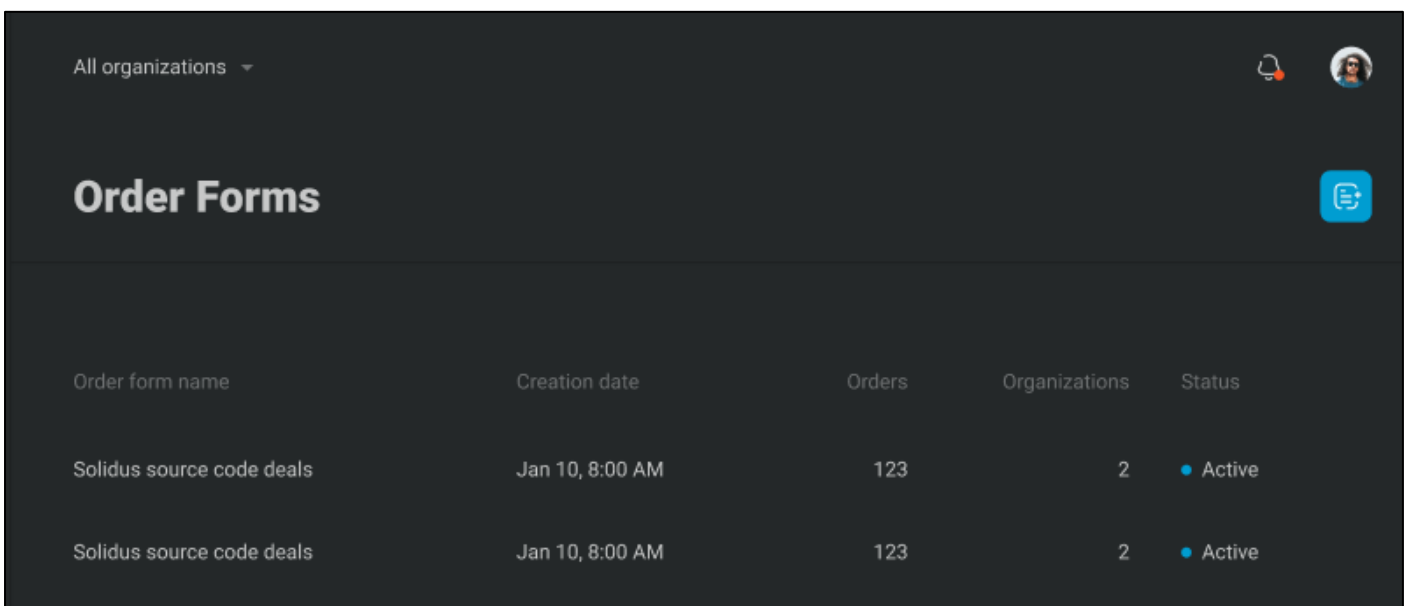 All organizations
Order Forms
Order form name Creation date Orders Organizations Status
Solidus source code deals Jan 10, 8:00 AM 123 2 Active
Solidus source code deals Jan 10, 8:00 AM 123 2 Active